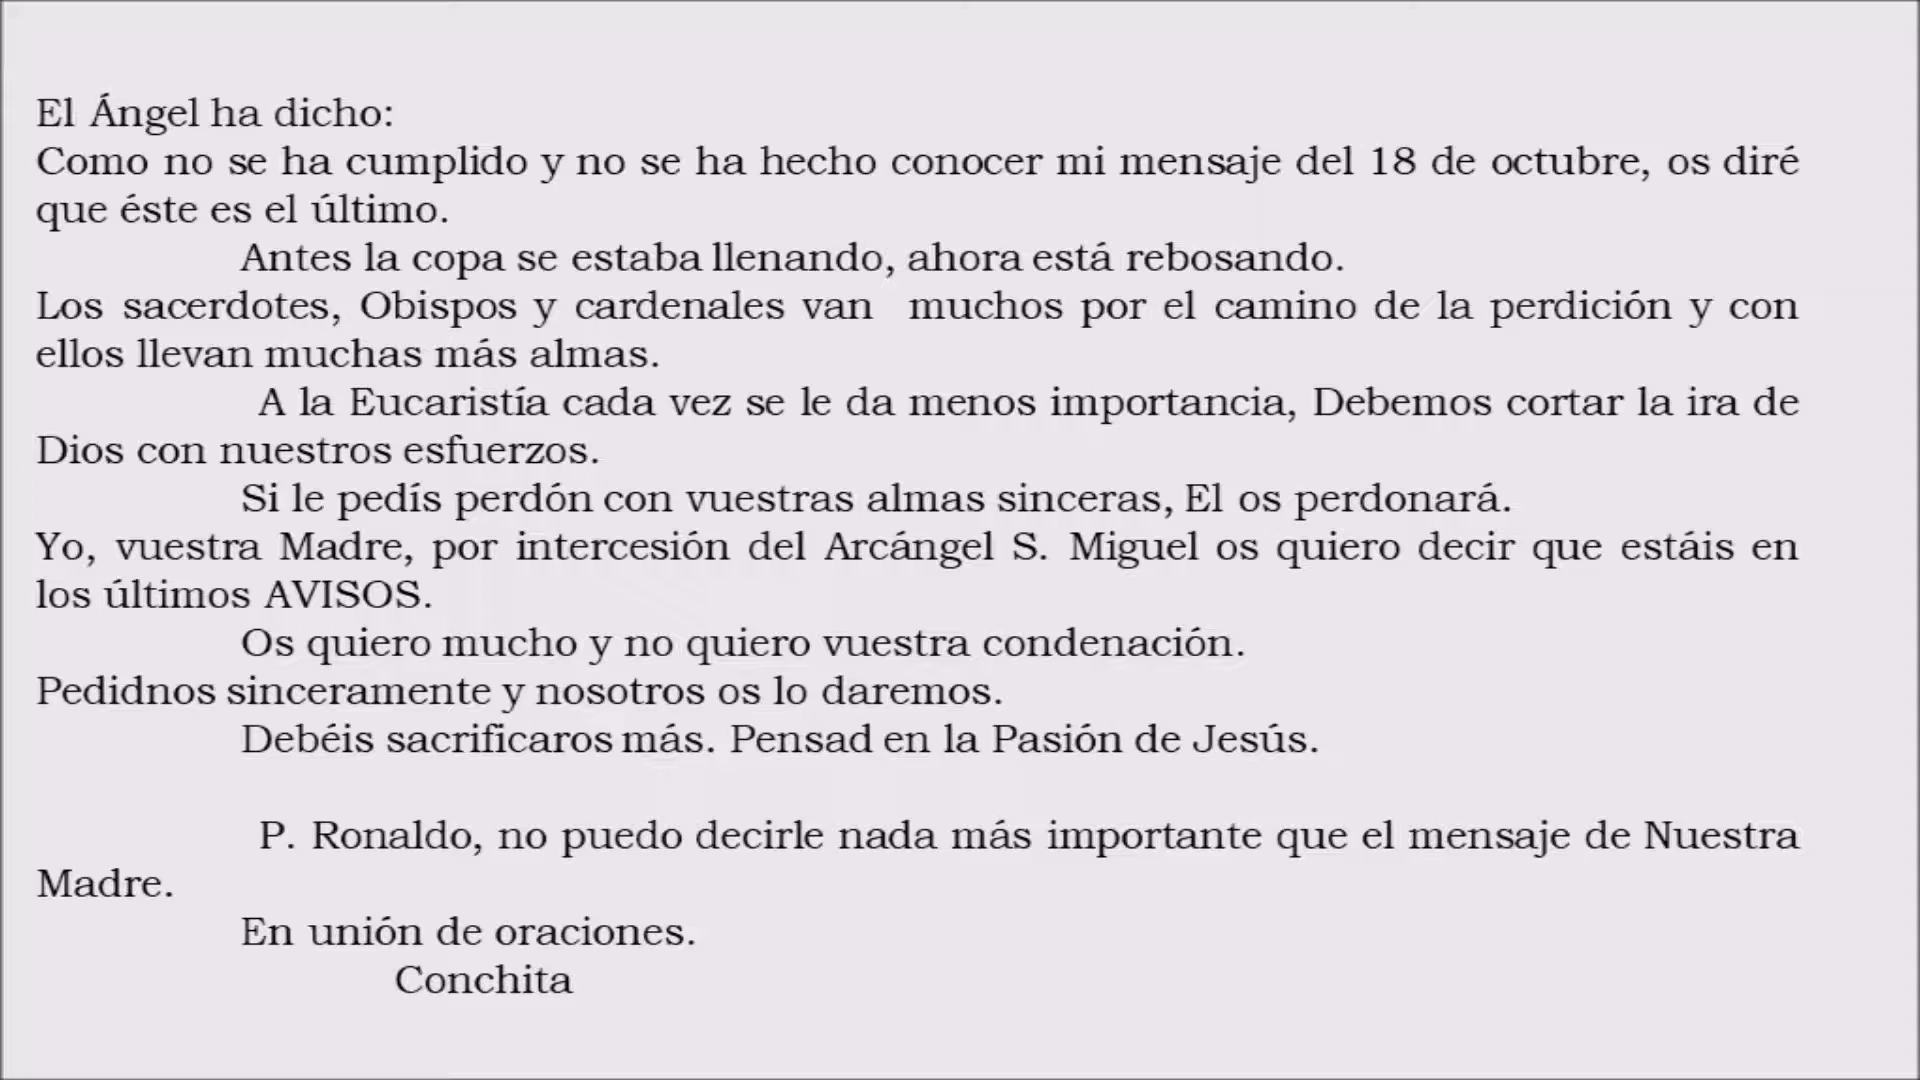 El Ángel ha dicho:
Como no se ha cumplido y no se ha hecho conocer mi mensaje del 18 de octubre, os diré
que éste es el último.
Antes la copa se estaba llenando, ahora está rebosando.
Los sacerdotes, Obispos y cardenales van muchos por el camino de la perdición y con
ellos llevan muchas más almas.
A la Eucaristía cada vez se le da menos importancia, Debemos cortar la ira de
Dios con nuestros esfuerzos.
Si le pedís perdón con vuestras almas sinceras, El os perdonará.
Yo, vuestra Madre, por intercesión del Arcángel S. Miguel os quiero decir que estáis en
los últimos AVISOS.
Os quiero mucho y no quiero vuestra condenación.
Pedidnos sinceramente y nosotros os lo daremos.
Debéis sacrificaros más. Pensad en la Pasión de Jesús.
P. Ronaldo, no puedo decirle nada más importante que el mensaje de Nuestra
Madre.
En unión de oraciones.
Conchita